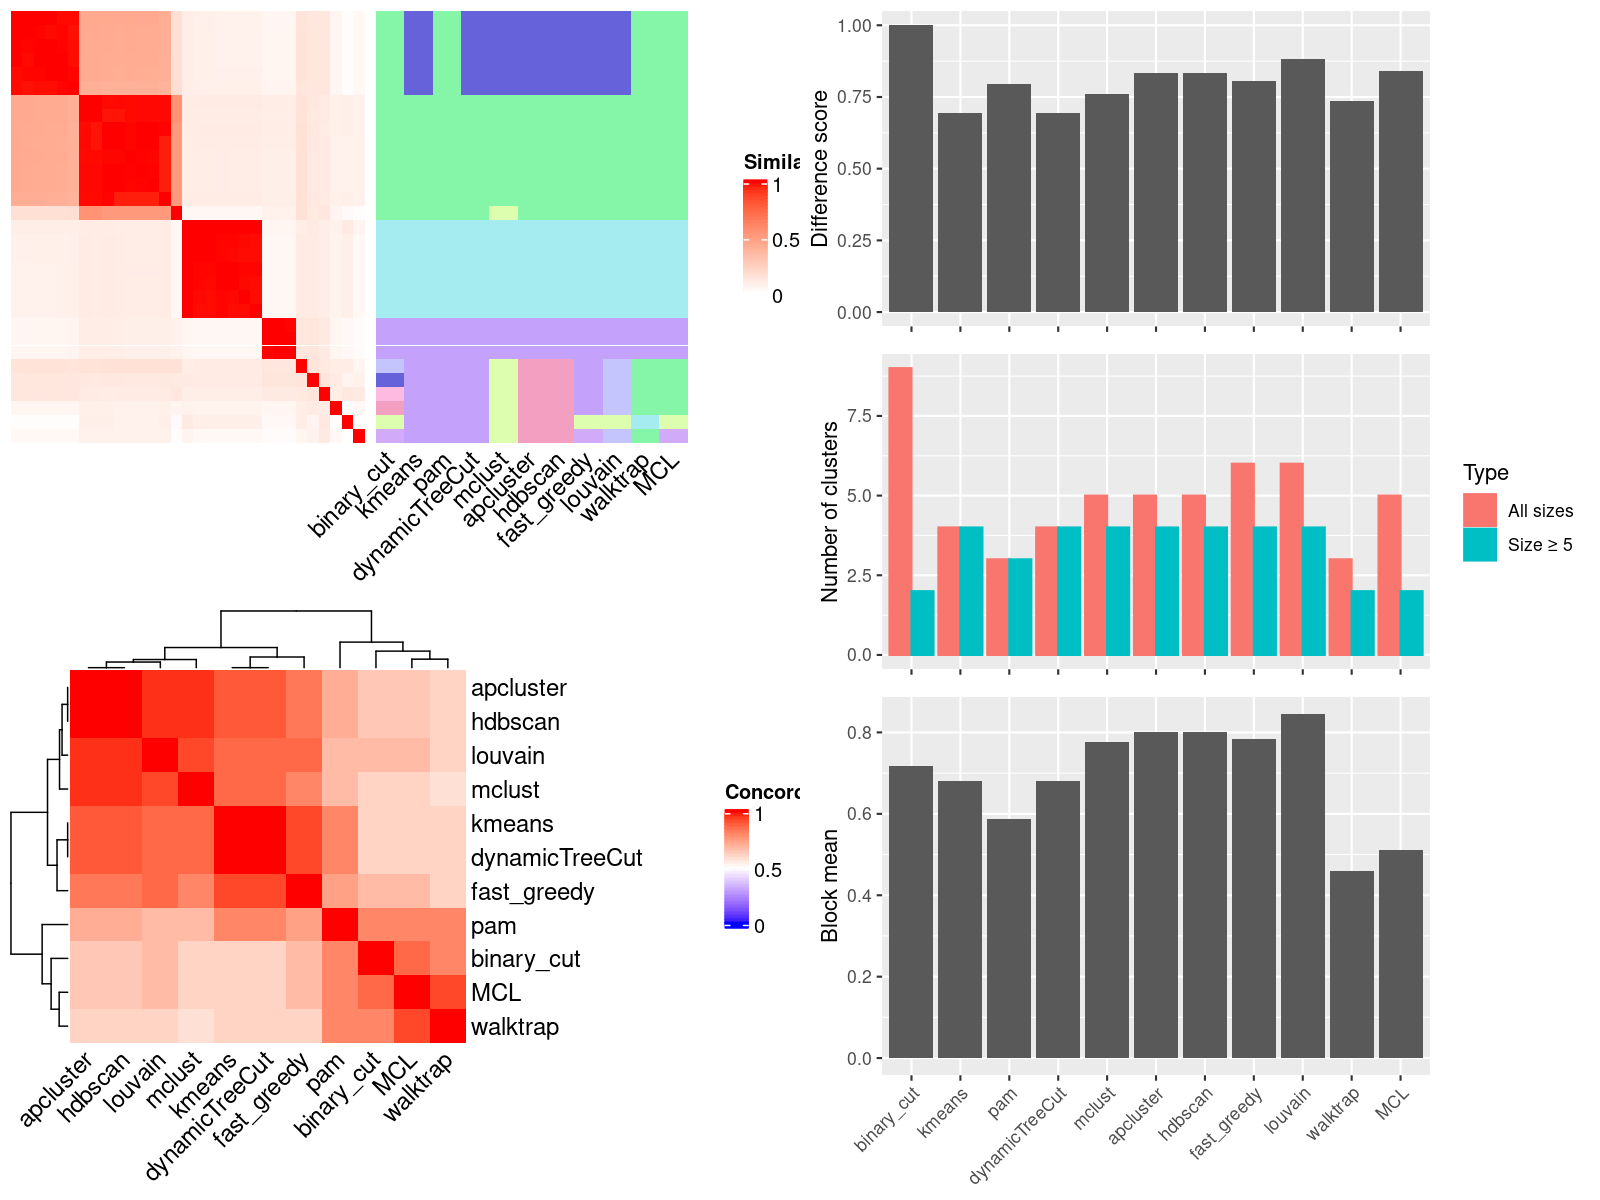 Simila
1
0.5
0
binary_cut
kmeans
pam
dynamicTreeCut
mclust
apcluster
hdbscan
fast_greedy
louvain
walktrap
MCL
Difference score
1.00
0.75
0.50
0.25
0.00
Number of clusters
7.5
5.0
2.5
0.0
Type
All sizes
Size ≥ 5
apcluster
hdbscan
louvain
mclust
kmeans
dynamicTreeCut
fast_greedy
pam
binary_cut
MCL
walktrap
apcluster
hdbscan
louvain
mclust
kmeans
dynamicTreeCut
fast_greedy
pam
binary_cut
MCL
walktrap
Concord
1
0.5
0
Block mean
0.8
0.6
0.4
0.2
0.0
binary_cut
kmeans
pam
dynamicTreeCut
mclust
apcluster
hdbscan
fast_greedy
louvain
walktrap
MCL